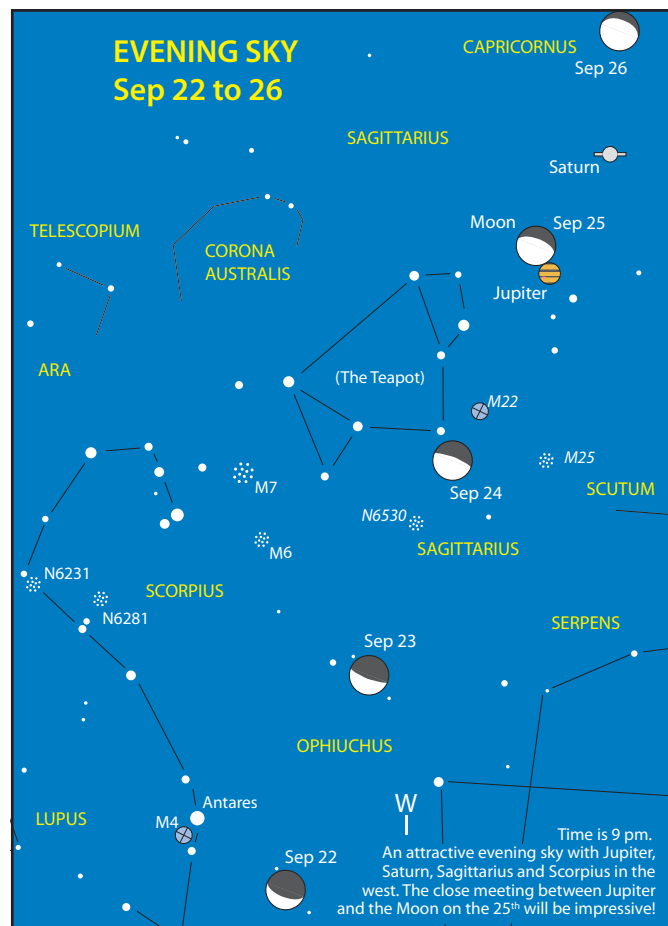 EVENING SKY
Sep 22 to 26
CAPRICORNUS
Sep 26
SAGITTARIUS
Saturn
Moon
Sep 25
TELESCOPIUM
CORONA
AUSTRALIS
Jupiter
ARA
(The Teapot)
M22
M7
M25
Sep 24
SCUTUM
N6530
M6
SAGITTARIUS
N6231
SCORPIUS
N6281
SERPENS
Sep 23
OPHIUCHUS
Antares
LUPUS
M4
W
Sep 22
Time is 9 pm.
An attractive evening sky with Jupiter,
Saturn, Sagittarius and Scorpius in the
west. The close meeting between Jupiter
and the Moon on the 25th will be impressive!